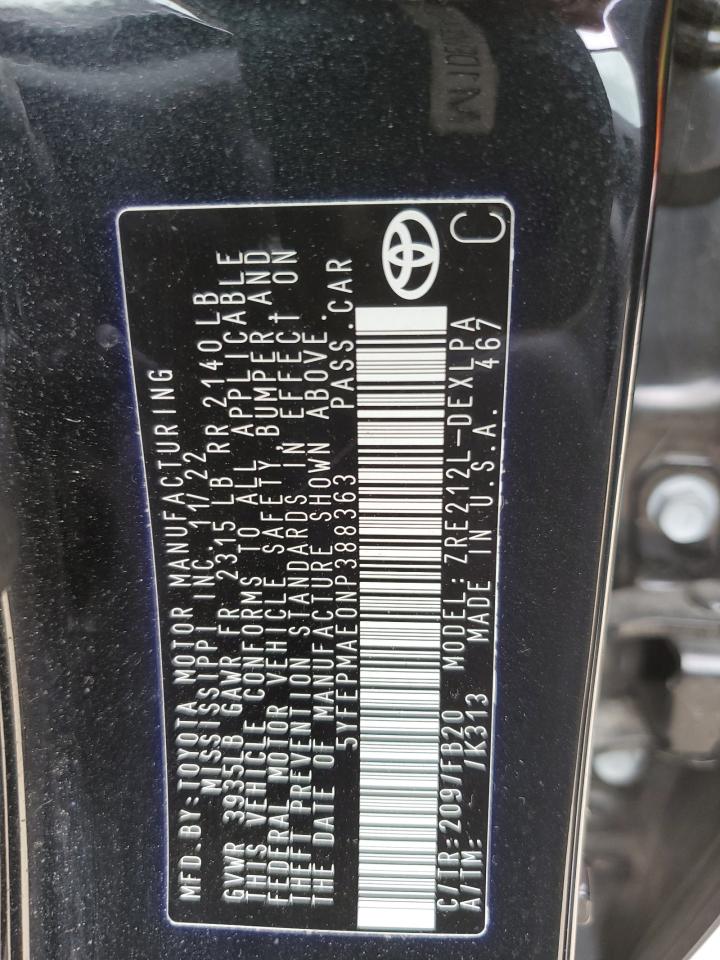 MFD.BY:TOYOTA MOTOR MANUFACTURING
MISSISSIPPI INC. 11/22
GVWR 3935LB GAWR FR 2315 LB RR 2140LB
THIS VEHICLE CONFORMS TO ALL APPLICABLE
FEDERAL MOTOR VEHICLE SAFETY, BUMPER AND
THEFT PREVENTION STANDARDS IN EFFECT ON
THE DATE OF MANUFACTURE SHOWN ABOVE.
5YFEPMAE0NP388363 PASS.CAR
C/TR:209/FB20 MODEL: ZRE212L-DEXLPA
A/TM: - /K313 MADE IN U.S.A. 467
C